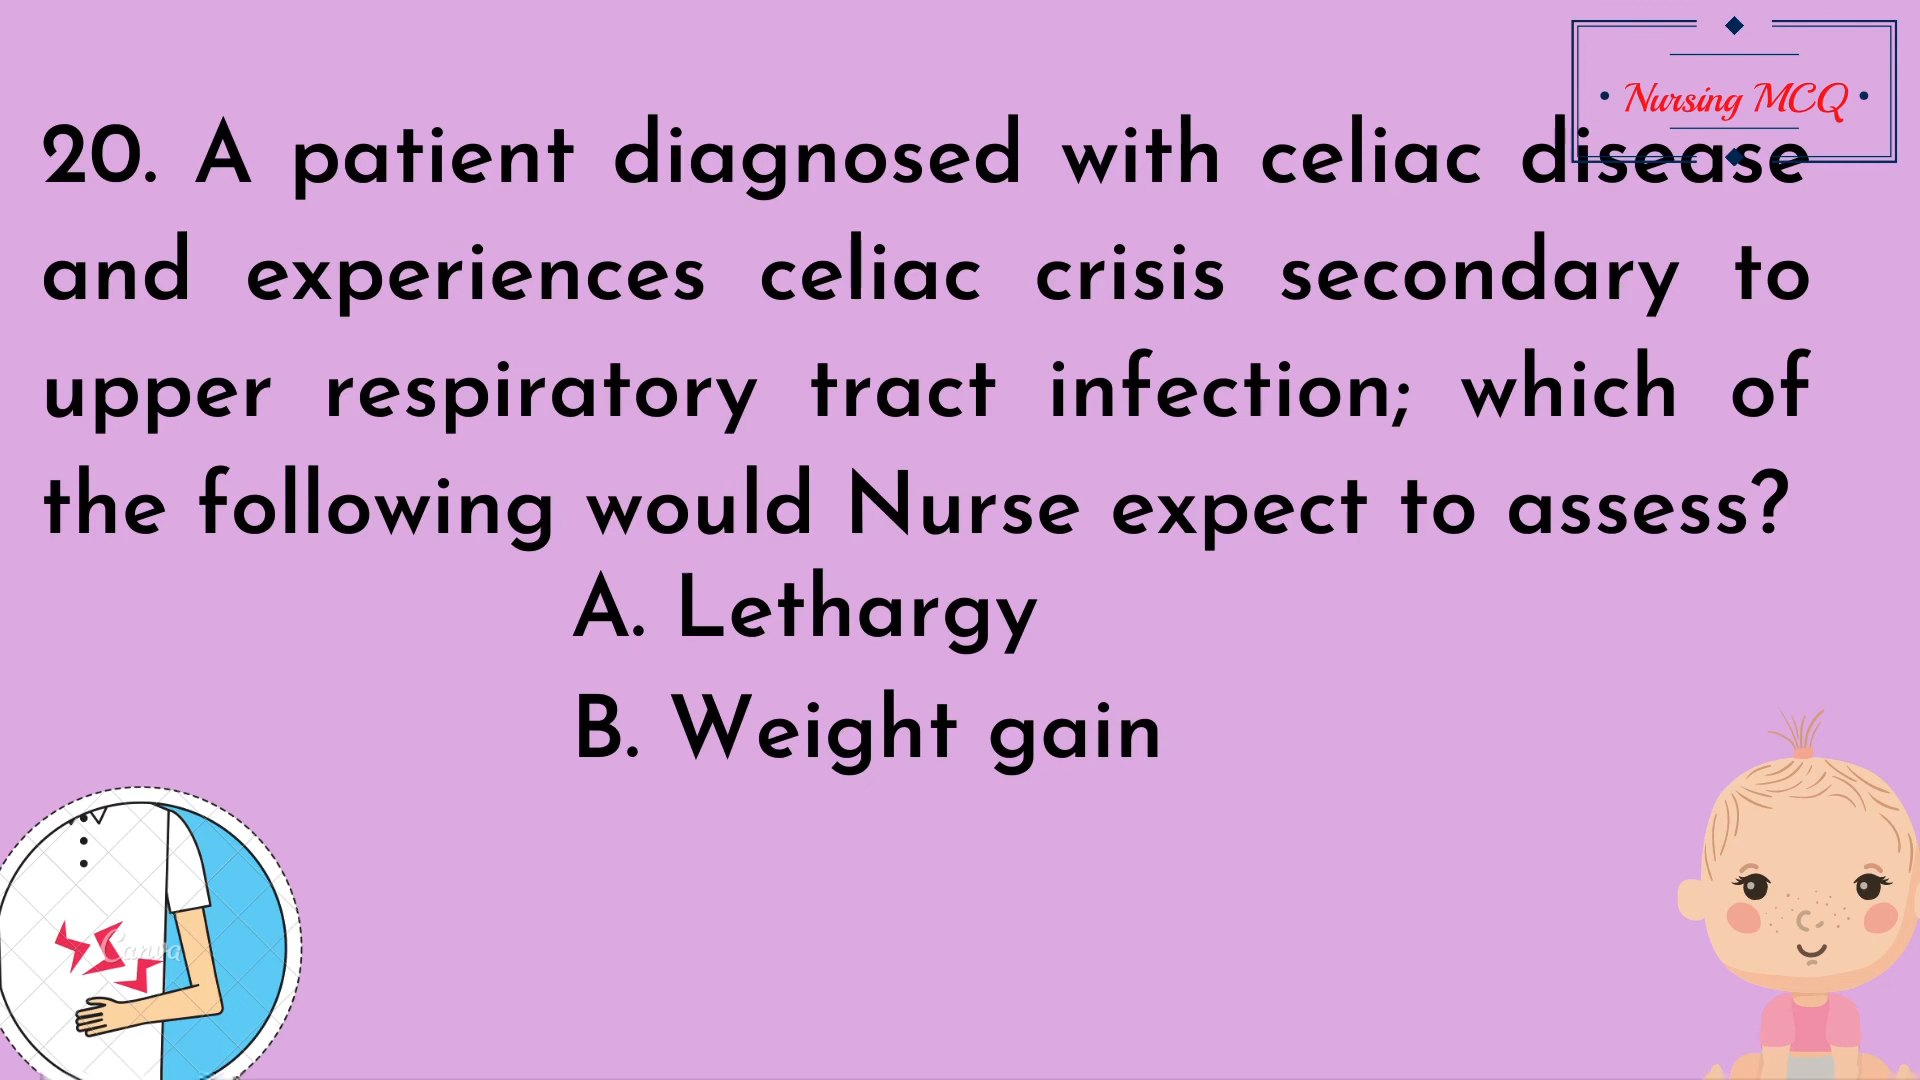 Nursing MCQ
20. A patient diagnosed with celiac disease
and experiences celiac crisis secondary to
upper respiratory tract infection; which of
the following would Nurse expect to assess?
A. Lethargy
B. Weight gain
Canva